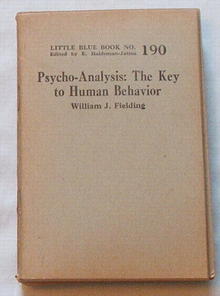 LITTLE BLUE BOOK NO. 190
Edited by E. Haldeman-Julius
Psycho-Analysis: The Key
to Human Behavior
William J. Fielding